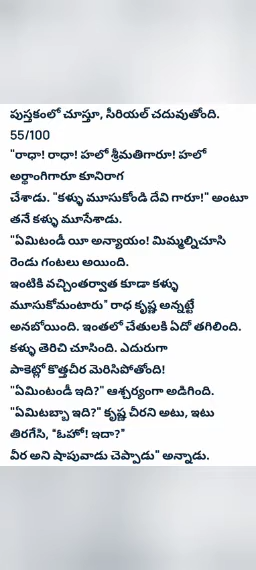 పుస్తకంలో చూస్తూ, సీరియల్ చదువుతోంది.
55/100
"రాధా! రాధా! హలో శ్రీమతిగారూ! హలో
అర్ధాంగిగారూ కూనిరాగ
చేశాడు. "కళ్ళు మూసుకోండి దేవి గారూ!" అంటూ
తనే కళ్ళు మూసేశాడు.
"ఏమిటండీ యీ అన్యాయం! మిమ్మల్నిచూసి
రెండు గంటలు అయింది.
ఇంటికి వచ్చింతర్వాత కూడా కళ్ళు
మూసుకోమంటారు" రాధ కృష్ణ అన్నట్టే
అనబోయింది. ఇంతలో చేతులకి ఏదో తగిలింది.
కళ్ళు తెరిచి చూసింది. ఎదురుగా
పాకెట్లో కొత్తచీర మెరిసిపోతోంది!
"ఏమింటండీ ఇది?" ఆశ్చర్యంగా అడిగింది.
"ఏమిటబ్బా ఇది?" కృష్ణ చీరని అటు, ఇటు
తిరగేసి, "ఓహో! ఇదా?"
వీర అని షాపువాడు చెప్పాడు" అన్నాడు.